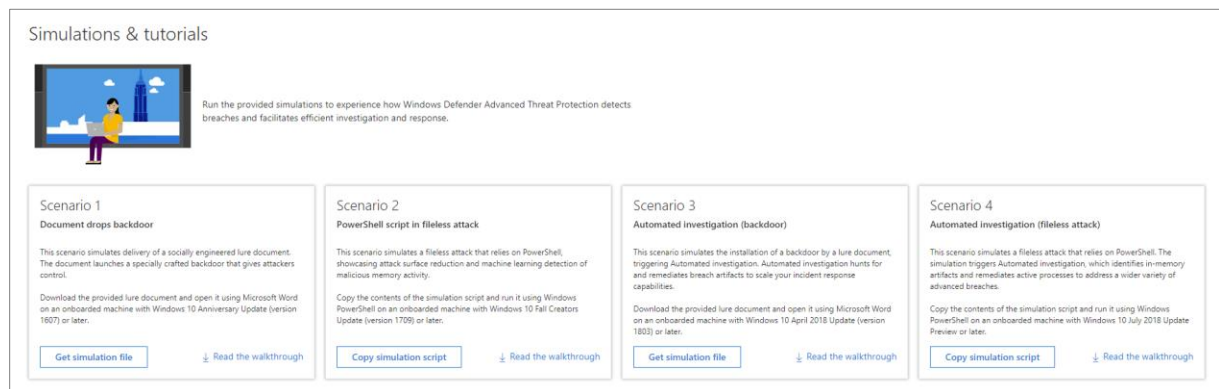 Simulations & tutorials
Run the provided simulations to experience how Windows Defender Advanced Threat Protection detects
breaches and facilitates efficient investigation and response.
Scenario 1
Document drops backdoor
This scenario simulates delivery of a socially engineered lure document.
The document launches a specially crafted backdoor that gives attackers
control.
Download the provided lure document and open it using Microsoft Word
on an onboarded machine with Windows 10 Anniversary Update (version
1607) or later.
Get simulation file
Read the walkthrough
Scenario 2
PowerShell script in fileless attack
This scenario simulates a fileless attack that relies on PowerShell,
showcasing attack surface reduction and machine learning detection of
malicious memory activity.
Copy the contents of the simulation script and run it using Windows
PowerShell on an onboarded machine with Windows 10 Fall Creators
Update (version 1709) or later.
Copy simulation script
Read the walkthrough
Scenario 3
Automated investigation (backdoor)
This scenario simulates the installation of a backdoor by a lure document,
triggering Automated investigation. Automated investigation hunts for
and remediates breach artifacts to scale your incident response
capabilities.
Download the provided lure document and open it using Microsoft Word
on an onboarded machine with Windows 10 April 2018 Update (version
1803) or later.
Get simulation file
Read the walkthrough
Scenario 4
Automated investigation (fileless attack)
This scenario simulates a fileless attack that relies on PowerShell. The
simulation triggers Automated investigation, which identifies in-memory
artifacts and remediates active processes to address a wider variety of
advanced breaches.
Copy the contents of the simulation script and run it using Windows
PowerShell on an onboarded machine with Windows 10 July 2018 Update
Preview or later.
Copy simulation script
Read the walkthrough